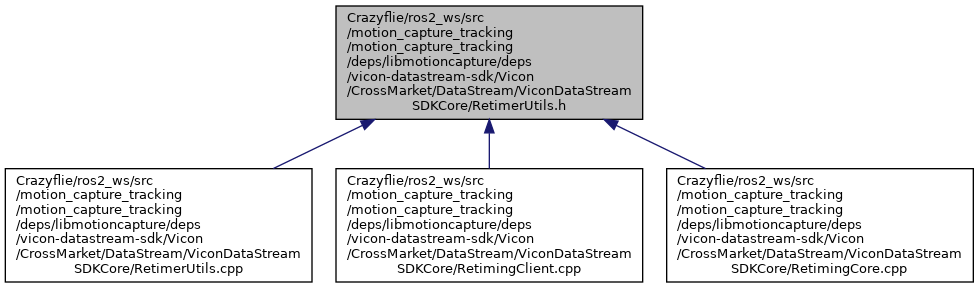 Crazyflie/ros2_ws/src
/motion_capture_tracking
/motion_capture_tracking
/deps/libmotioncapture/deps
/vicon-datastream-sdk/Vicon
/CrossMarket/DataStream/ViconDataStream
SDKCore/RetimerUtils.h
Crazyflie/ros2_ws/src
/motion_capture_tracking
/motion_capture_tracking
/deps/libmotioncapture/deps
/vicon-datastream-sdk/Vicon
/CrossMarket/DataStream/ViconDataStream
SDKCore/RetimerUtils.cpp
Crazyflie/ros2_ws/src
/motion_capture_tracking
/motion_capture_tracking
/deps/libmotioncapture/deps
/vicon-datastream-sdk/Vicon
/CrossMarket/DataStream/ViconDataStream
SDKCore/RetimingClient.cpp
Crazyflie/ros2_ws/src
/motion_capture_tracking
/motion_capture_tracking
/deps/libmotioncapture/deps
/vicon-datastream-sdk/Vicon
/CrossMarket/DataStream/ViconDataStream
SDKCore/RetimingCore.cpp